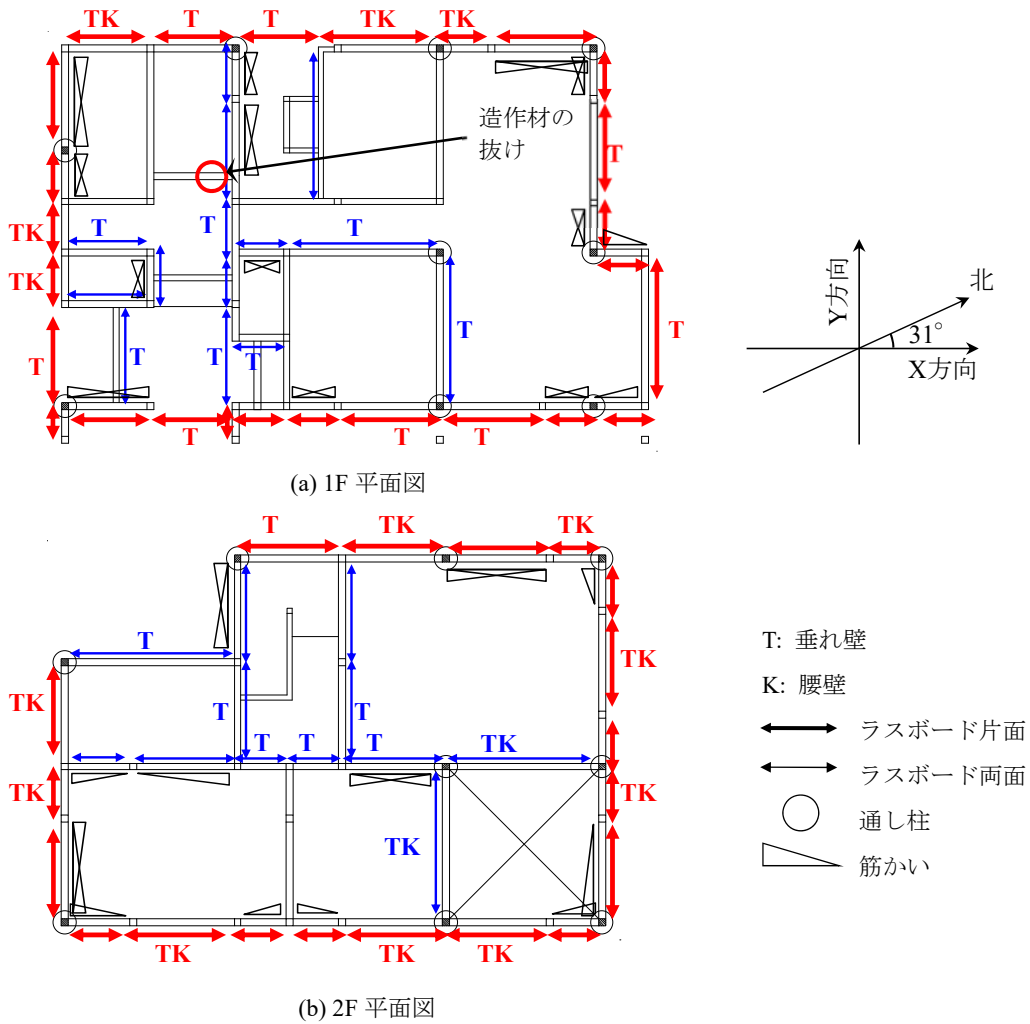 TK T T TK TK
造作材の
抜け
T
TK T T T
TK
北
Y方向
31°
X方向
T T T T
T
T T T
(a) 1F 平面図
T TK TK
T
TK TK
T T
T T T TK
TK TK
TK
TK TK TK
T: 垂れ壁
K: 腰壁
ラスボード片面
ラスボード両面
通し柱
筋かい
(b) 2F 平面図